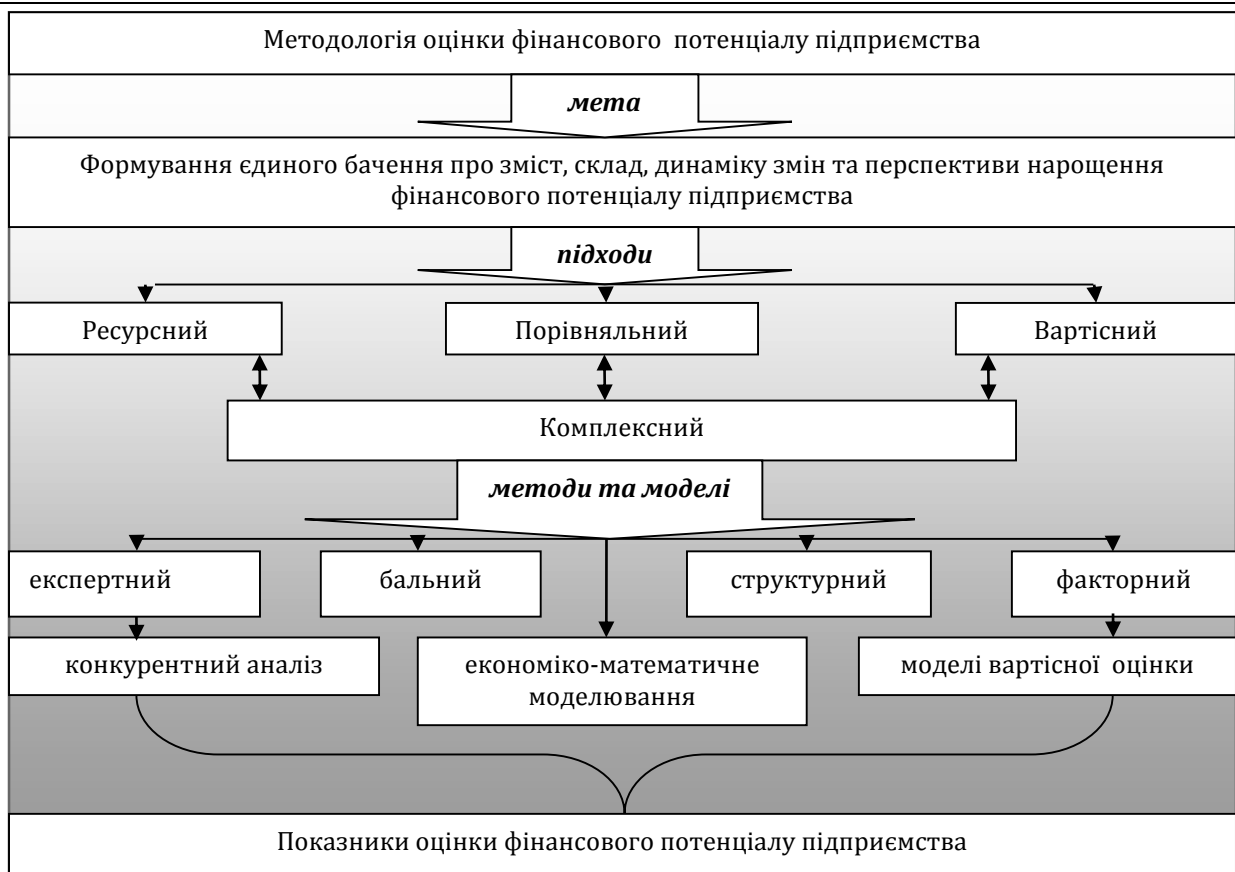 Методологія оцінки фінансового потенціалу підприємства
мета
Формування єдиного бачення про зміст, склад, динаміку змін та перспективи нарощення
фінансового потенціалу підприємства
підходи
Ресурсний
Порівняльний
Вартісний
Комплексний
методи та моделі
експертний
бальний
структурний
факторний
конкурентний аналіз
економіко-математичне
моделювання
моделі вартісної оцінки
Показники оцінки фінансового потенціалу підприємства